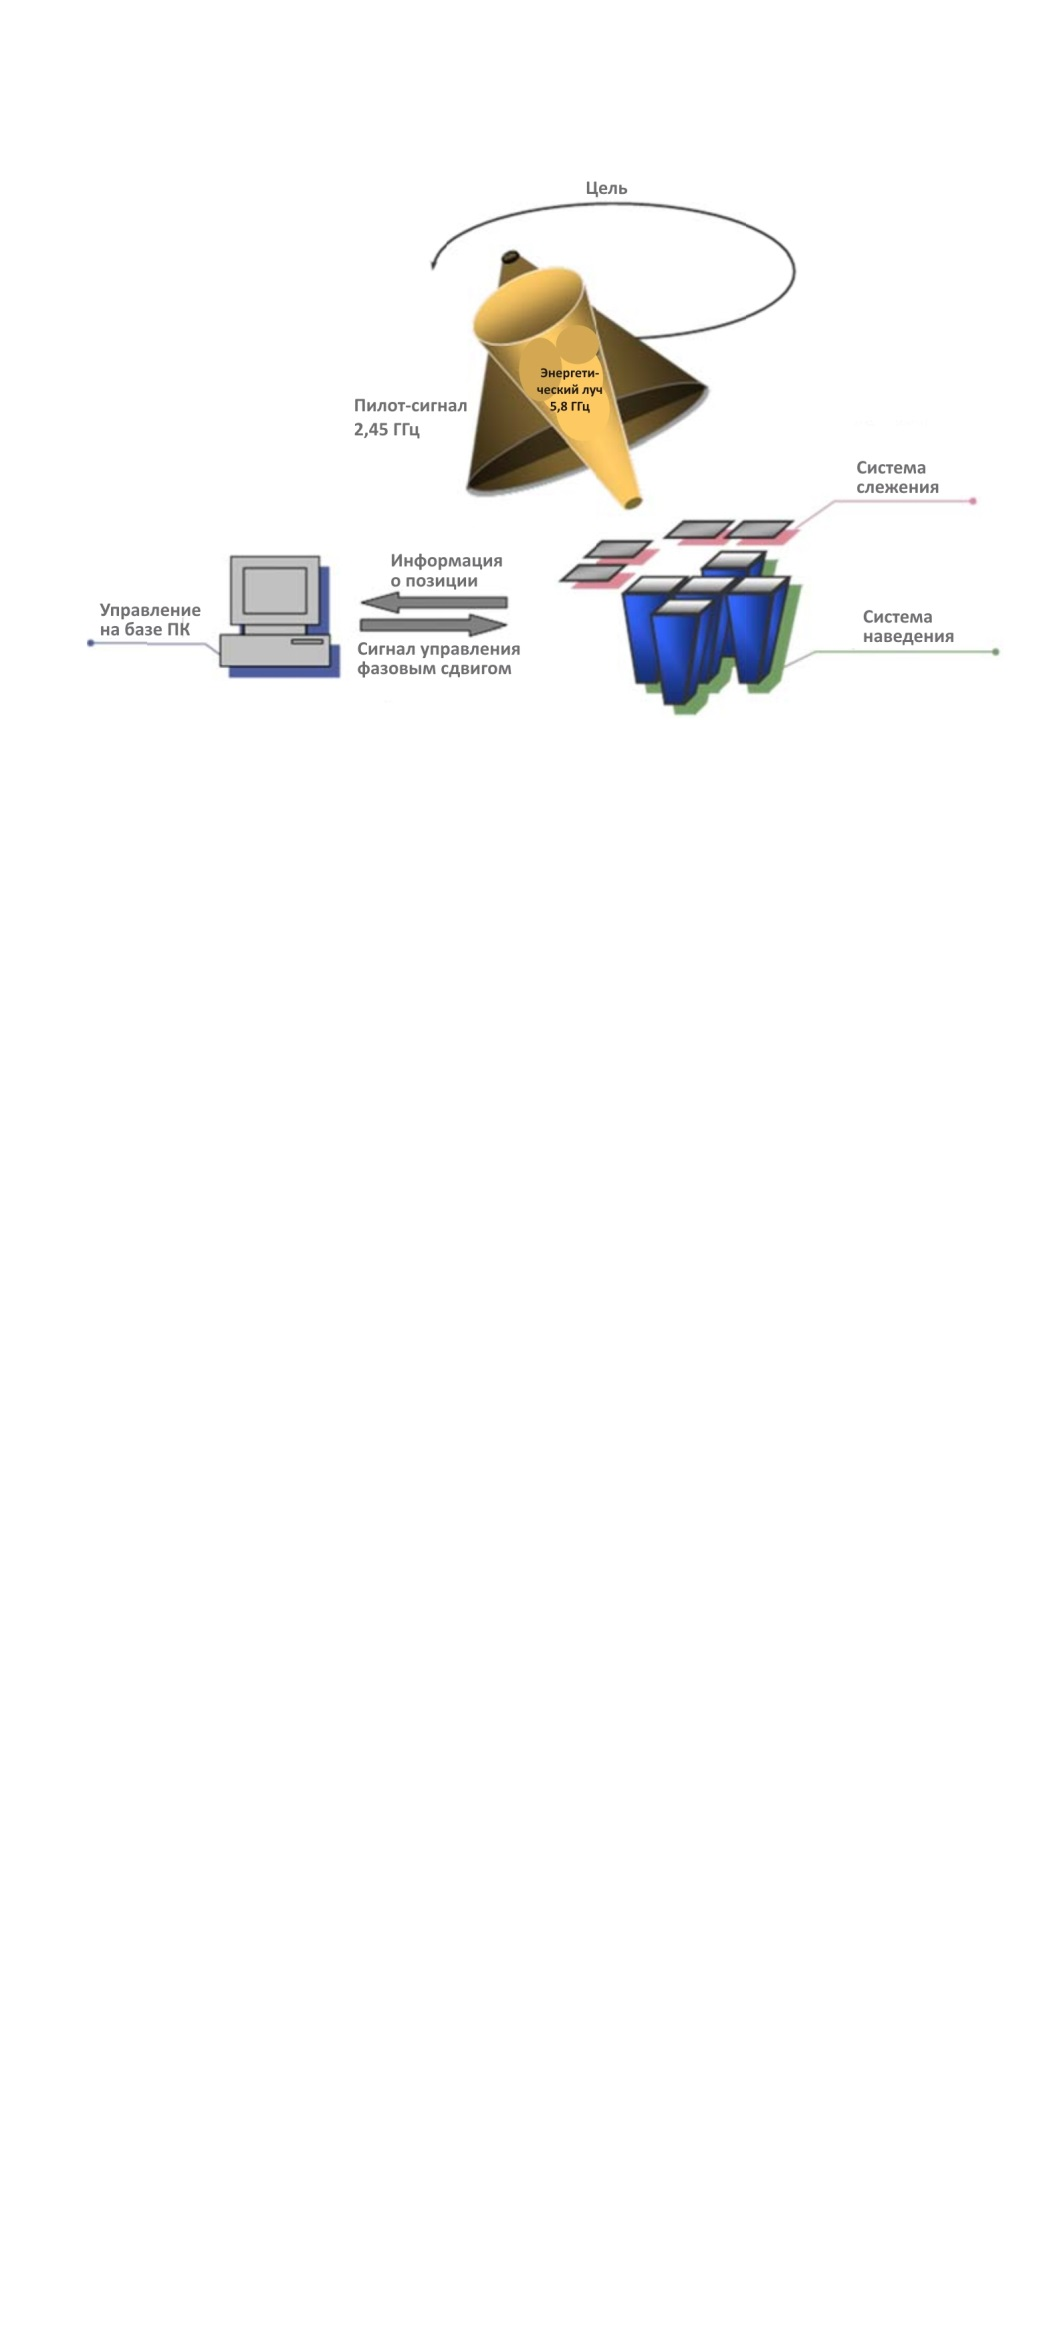 Цель
Энергети-
ческий луч
5,8 ГГц
Пилот-сигнал
2,45 ГГц
Система
слежения
Информация
о позиции
Управление
на базе ПК
Сигнал управления
фазовым сдвигом
Система
наведения